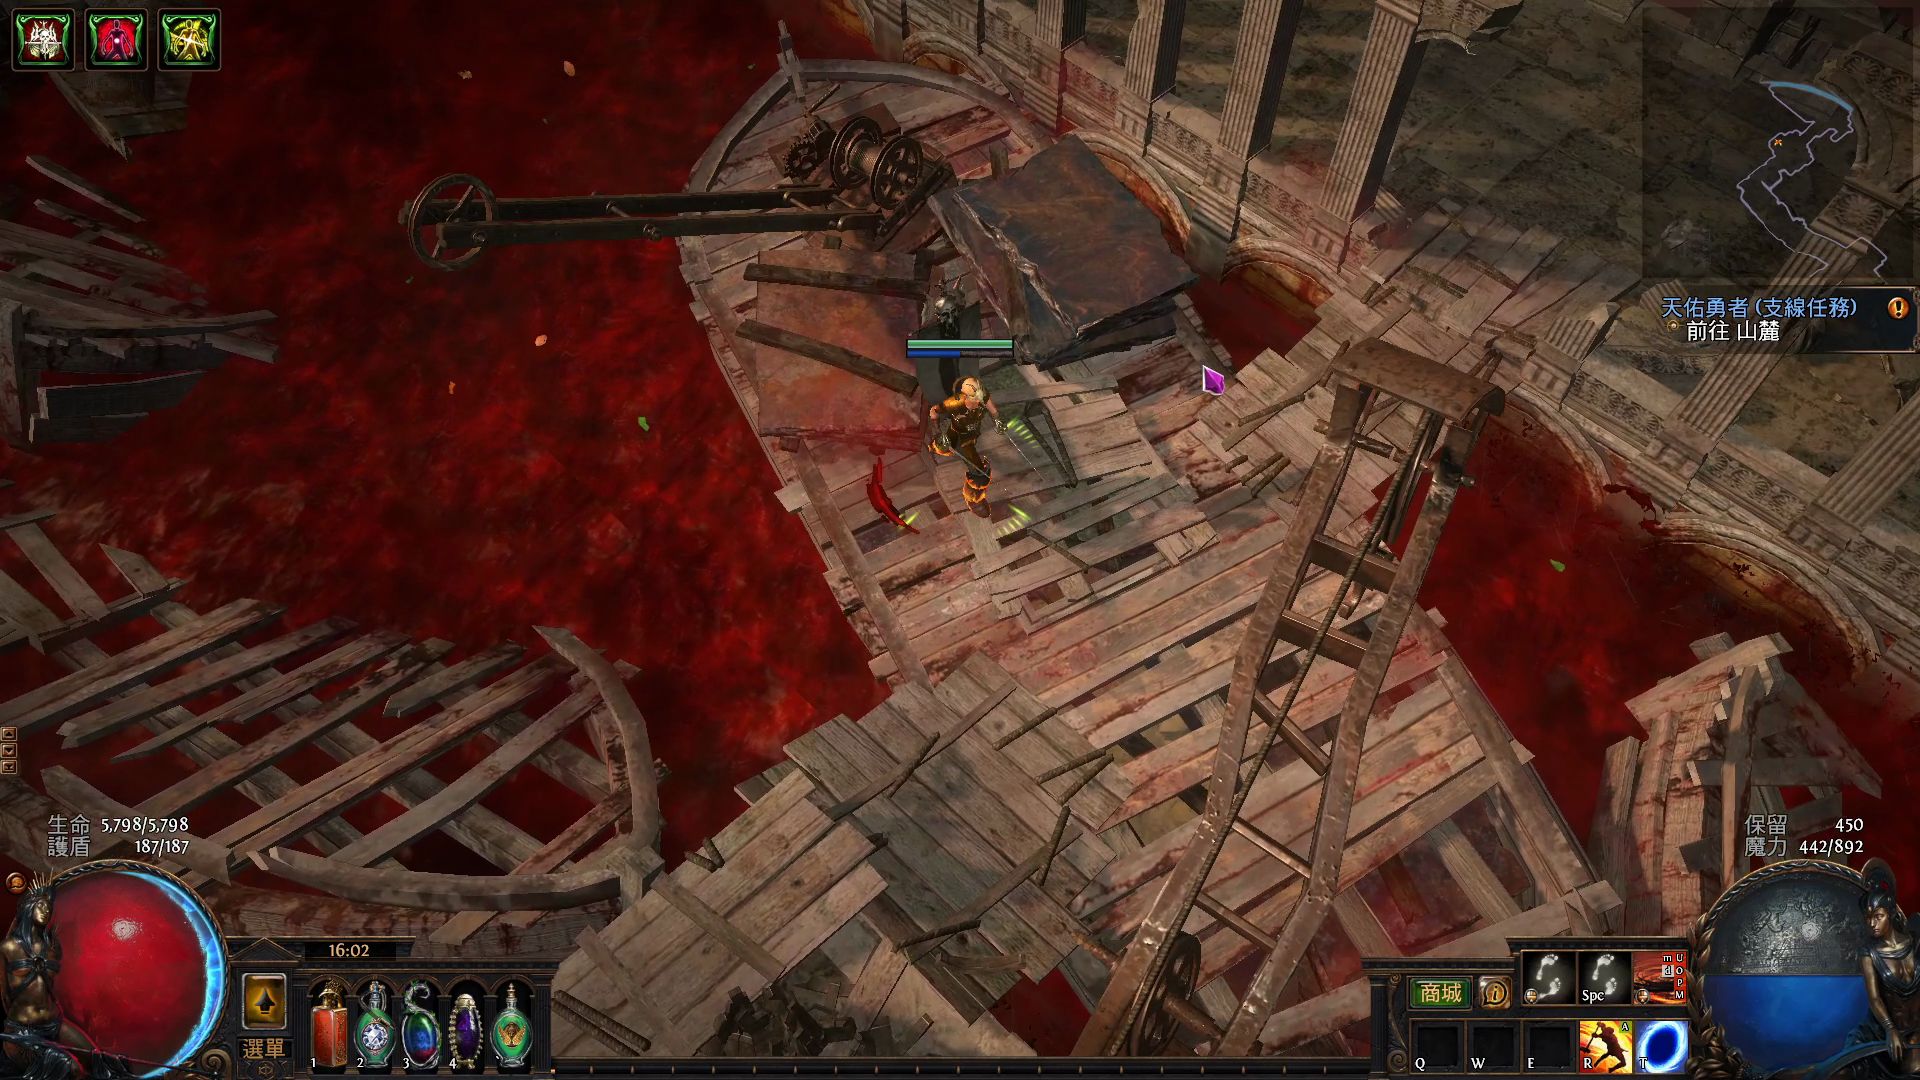 天佑勇者 (支線任務)
前往 山麓
生命 5,798/5,798
護盾 187/187
保留 450
魔力 442/892
16:02
選單
1 2 3 4
商城
Spc
m U
d O
P
M
Q W E R A T